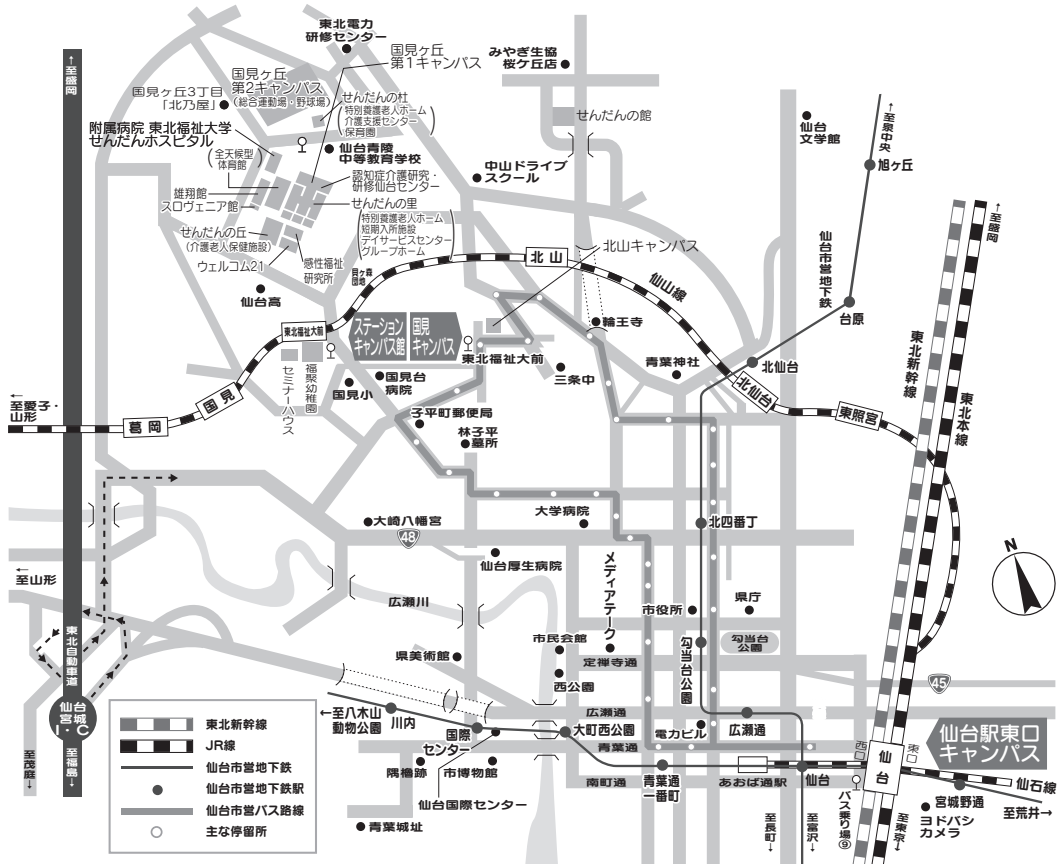 東北電力
研修センター
国見ヶ丘
第1キャンパス
みやぎ生協
桜ケ丘店
国見ヶ丘
第2キャンパス
(総合運動場・野球場)
国見ヶ丘3丁目
「北乃屋」
せんだんの杜
(特別養護老人ホーム
介護支援センター
保育園)
せんだんの館
仙台
文学館
↑至泉中央
旭ヶ丘
↑至盛岡
附属病院 東北福祉大学
せんだんホスピタル
(全天候型
体育館)
仙台青陵
中等教育学校
中山ドライブ
スクール
認知症介護研究・
研修仙台センター
雄翔館
スロヴェニア館
せんだんの里
(特別養護老人ホーム
短期入所施設
デイサービスセンター
グループホーム)
せんだんの丘
(介護老人保健施設)
ウェルコム21
感性福祉
研究所
貝ヶ森
団地
仙台高
北山
北山キャンパス
仙山線
仙台市営地下鉄
台原
↑至盛岡
東北新幹線
東北本線
東北福祉大前
ステーション
キャンパス館
国見
キャンパス
東北福祉大前
輪王寺
青葉神社
北仙台
北仙台
東照宮
三条中
セミナーハウス
福聚幼稚園
国見小
国見台
病院
国見
葛岡
←
至愛子・
山形
子平町郵便局
林子平
墓所
大崎八幡宮
48
大学病院
北四番丁
仙台厚生病院
メディアテーク
広瀬川
市役所
県庁
N
←
至山形
東北自動車道
仙台
宮城
I・C
至茂庭↓
至福島↓
県美術館
市民会館
西公園
定禅寺通
勾当台公園
勾当台
公園
45
広瀬通
広瀬通
←至八木山
動物公園
川内
国際
センター
大町西公園
電力ビル
青葉通
隅櫓跡
市博物館
仙台国際センター
青葉城址
南町通
青葉通
一番町
あおば通駅
仙台
西口
仙台
東口
仙台駅東口
キャンパス
バス乗り場⑨
仙石線
宮城野通
至荒井→
ヨドバシ
カメラ
至長町↓
至富沢↓
至東京↓
東北新幹線
JR線
仙台市営地下鉄
仙台市営地下鉄駅
仙台市営バス路線
主な停留所